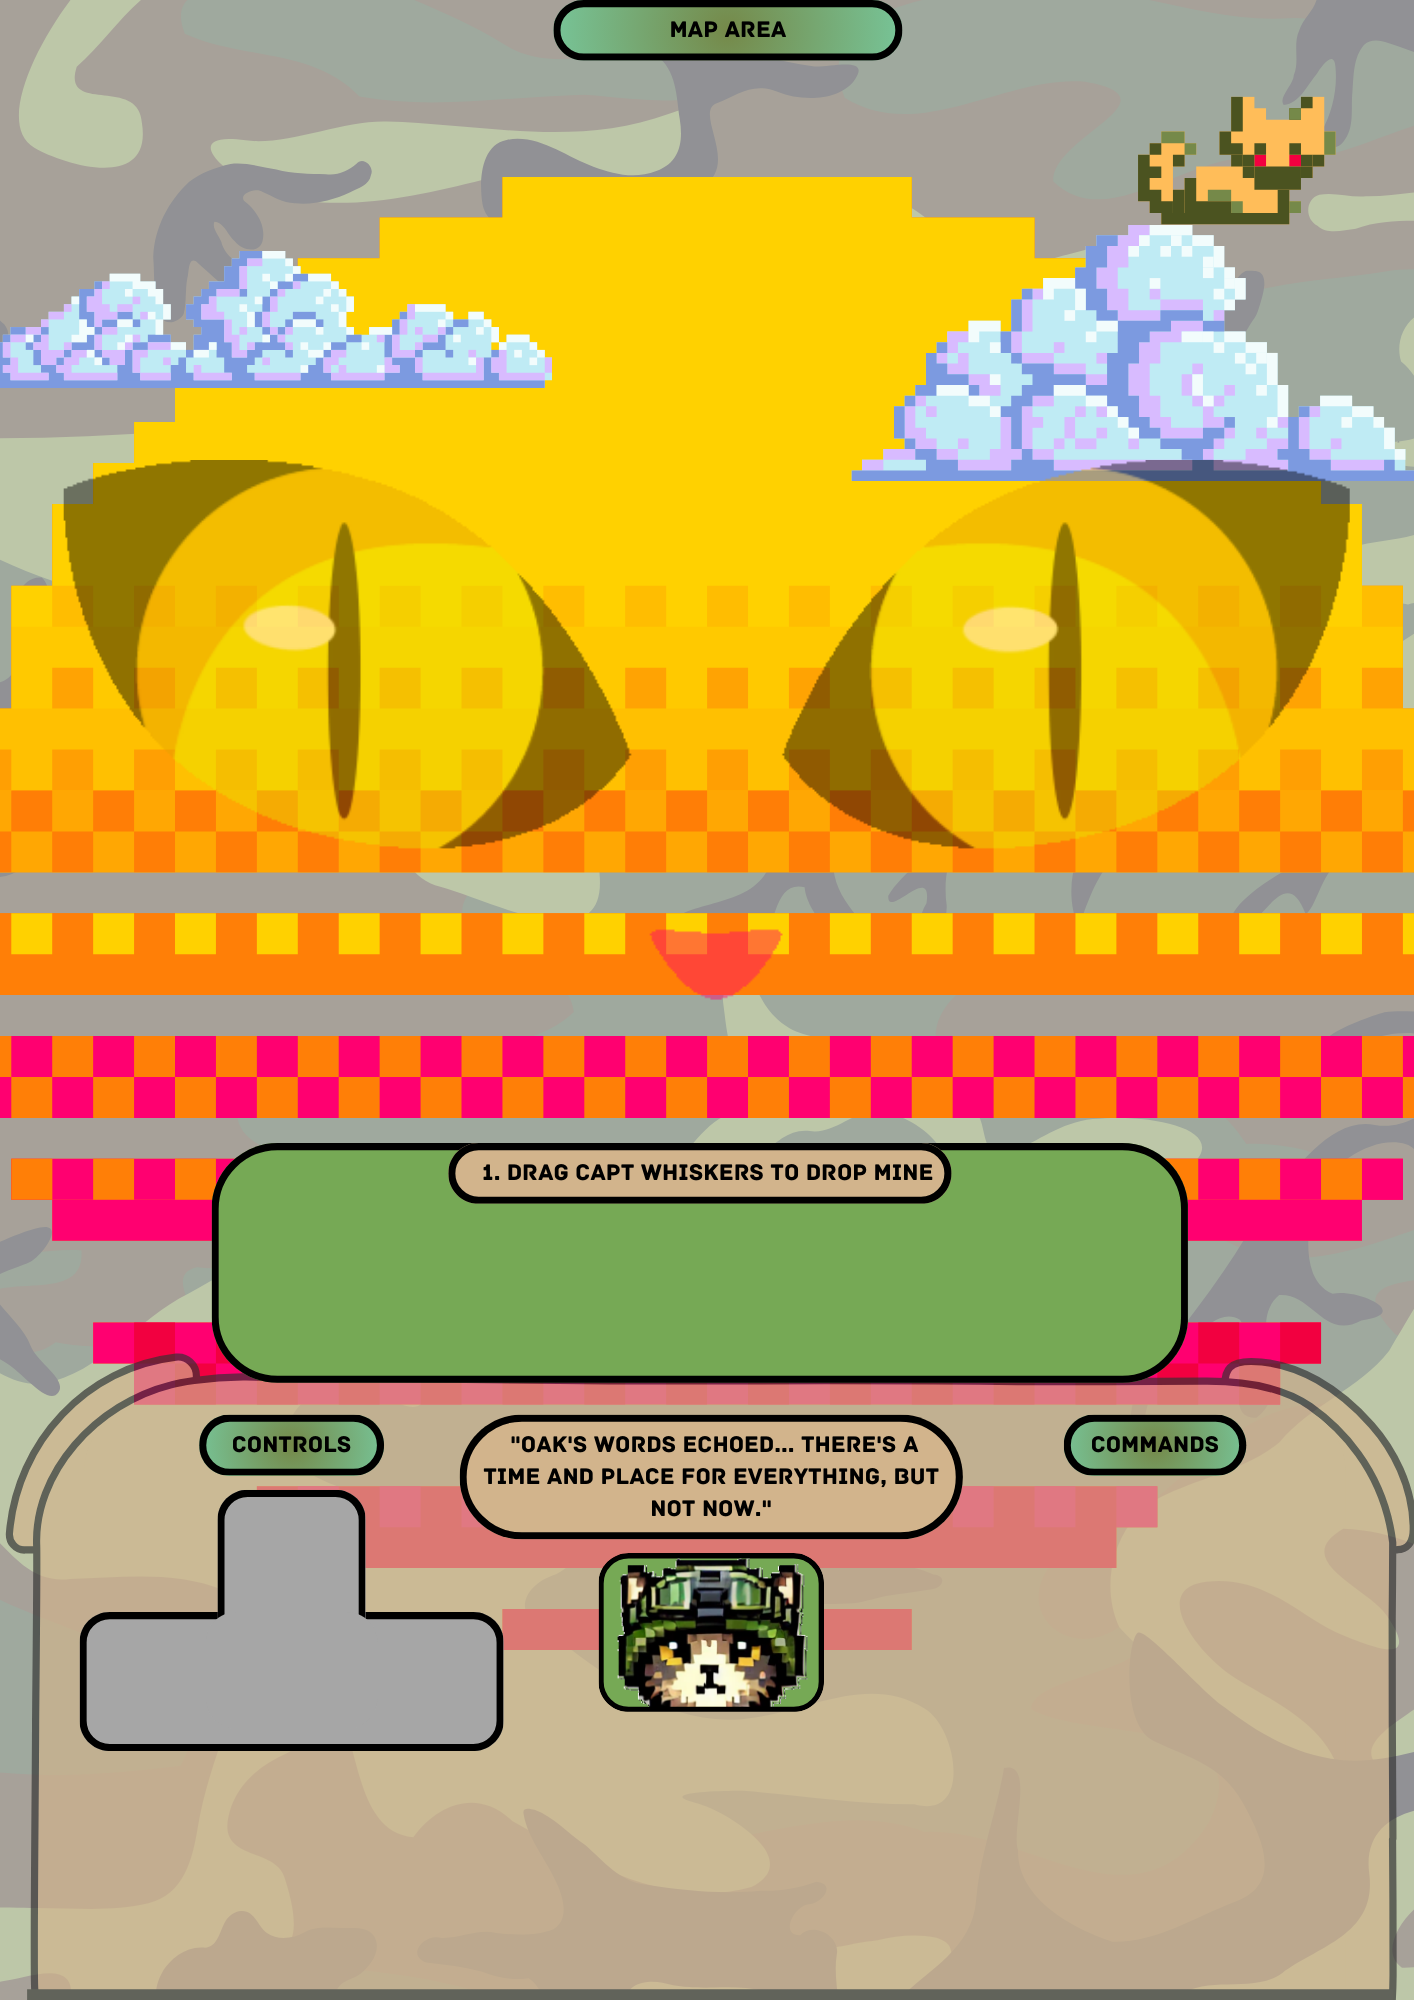 MAP AREA
1. DRAG CAPT WHISKERS TO DROP MINE
CONTROLS
"OAK'S WORDS ECHOED... THERE'S A
TIME AND PLACE FOR EVERYTHING, BUT
NOT NOW."
COMMANDS